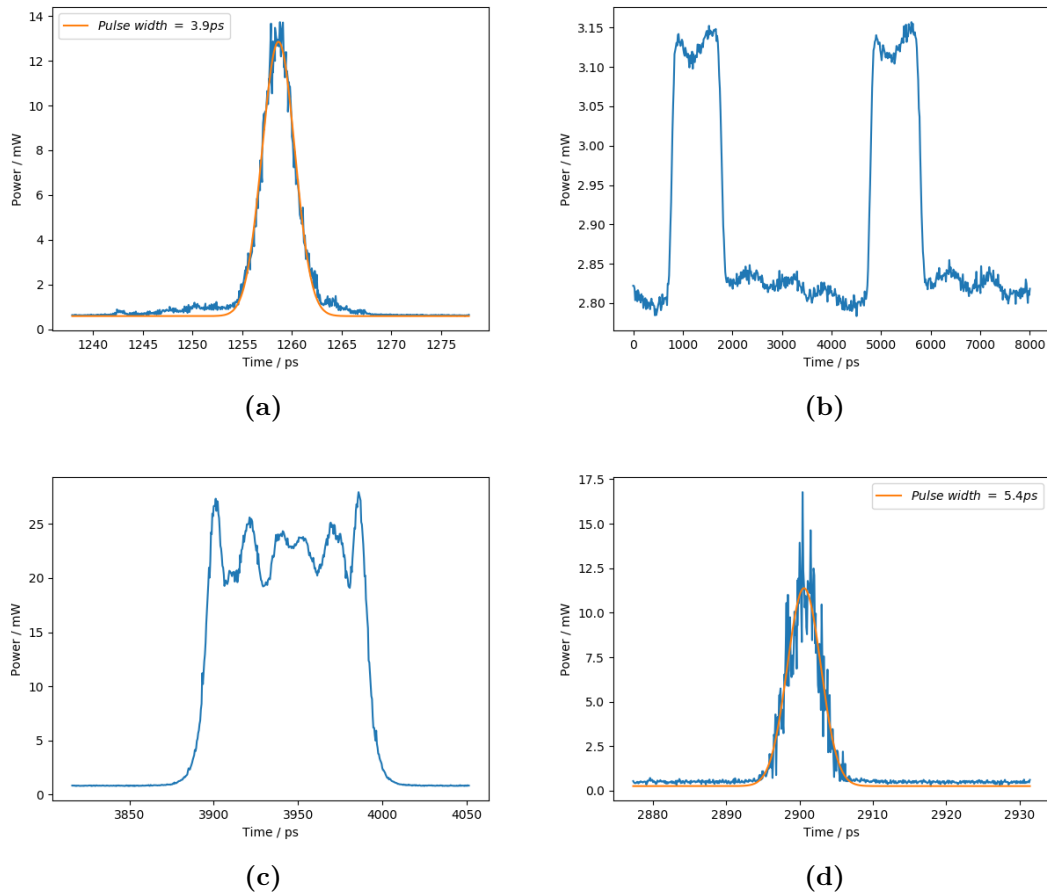 Pulse width = 3.9ps
14
12
10
8
6
4
2
0
Power / mW
1240 1245 1250 1255 1260 1265 1270 1275
Time / ps
(a)
3.15
3.10
3.05
3.00
2.95
2.90
2.85
2.80
Power / mW
0 1000 2000 3000 4000 5000 6000 7000 8000
Time / ps
(b)
25
20
15
10
5
0
Power / mW
3850 3900 3950 4000 4050
Time / ps
(c)
Pulse width = 5.4ps
17.5
15.0
12.5
10.0
7.5
5.0
2.5
0.0
Power / mW
2880 2890 2900 2910 2920 2930
Time / ps
(d)